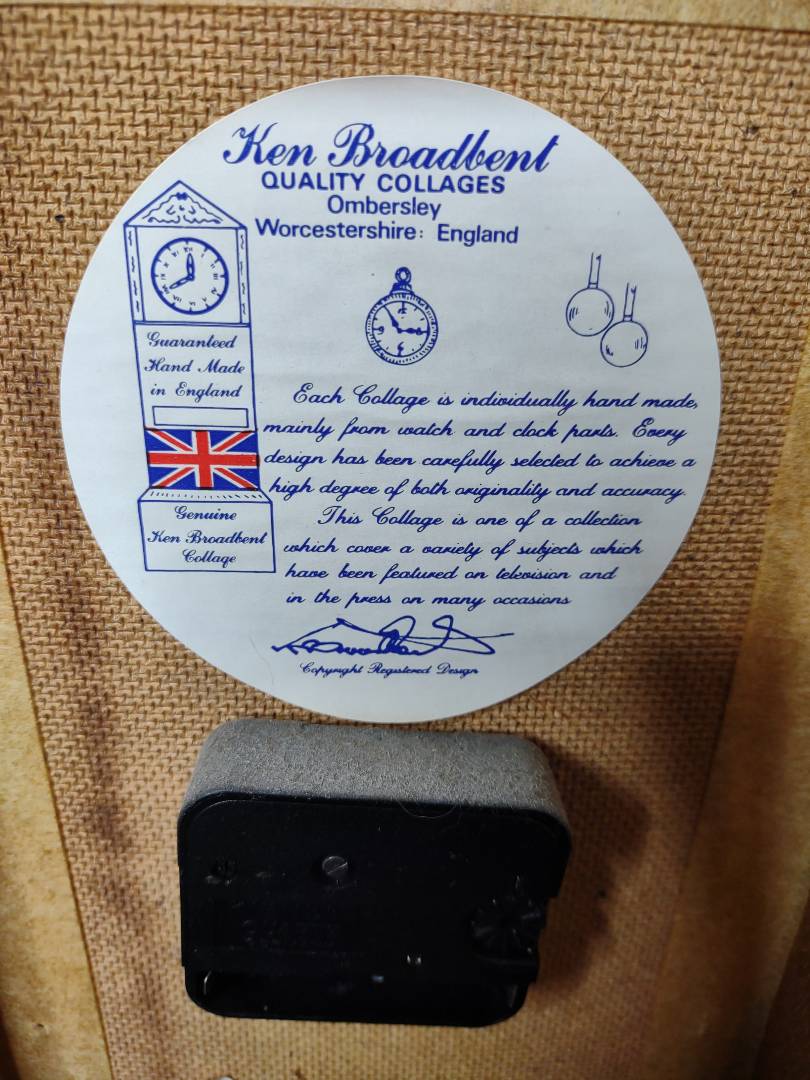 Ken Broadbent
QUALITY COLLAGES
Ombersley
Worcestershire: England
Guaranteed
Hand Made
in England
Genuine
Ken Broadbent
Collage
Each Collage is individually hand made,
mainly from watch and clock parts. Every
design has been carefully selected to achieve a
high degree of both originality and accuracy.
This Collage is one of a collection
which cover a variety of subjects which
have been featured on television and
in the press on many occasions
Copyright Registered Design